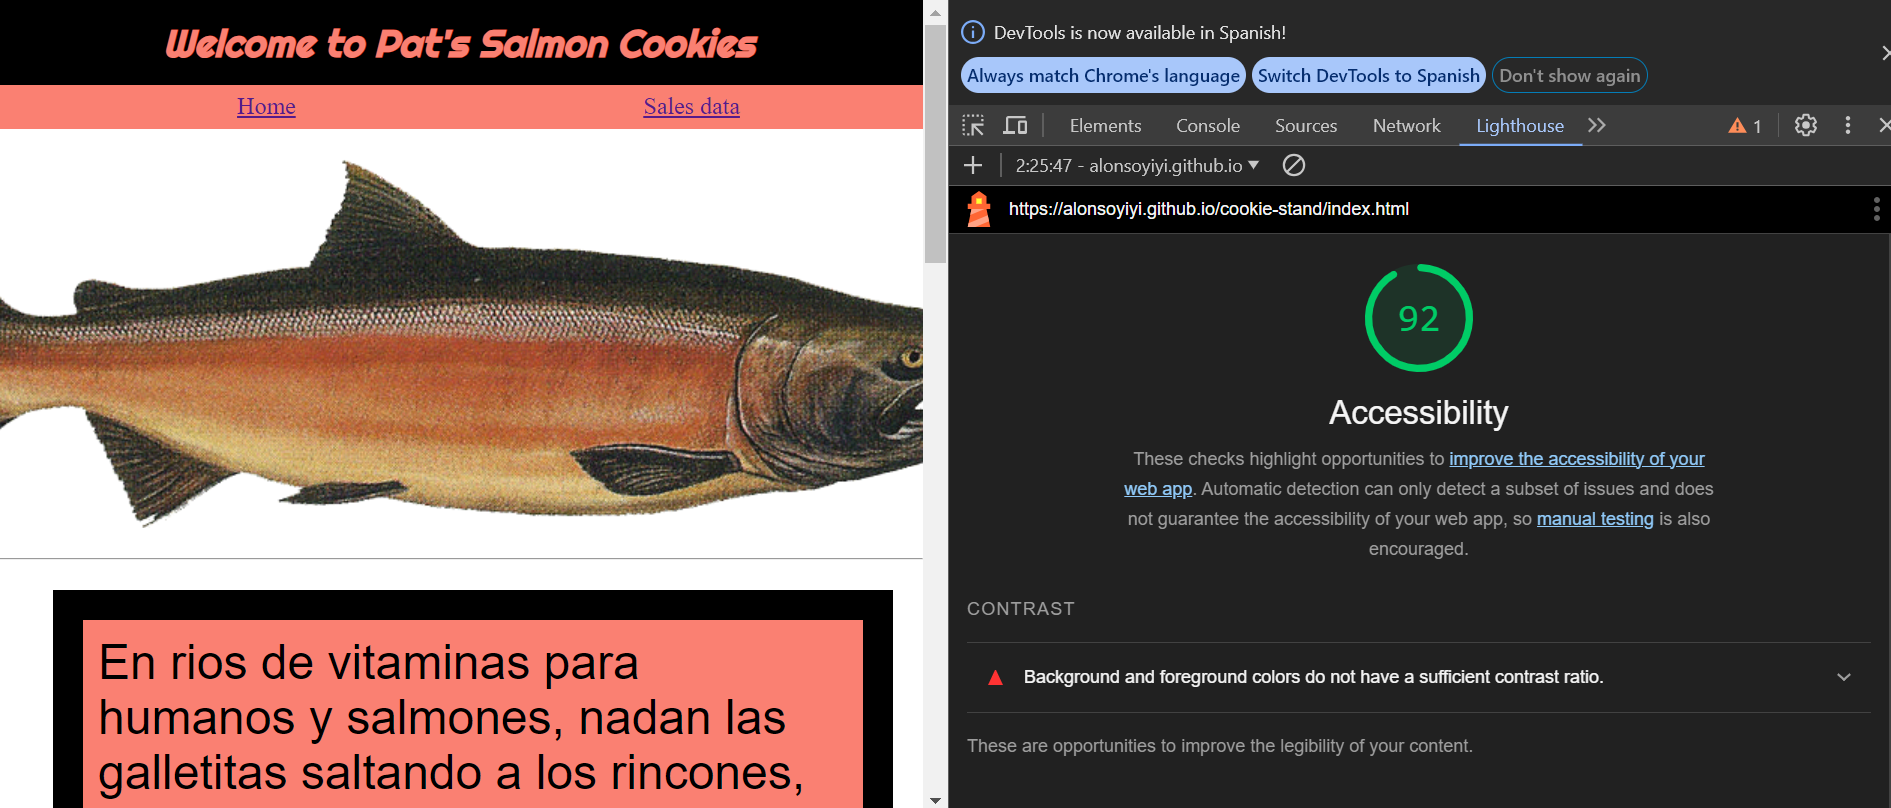 Welcome to Pat's Salmon Cookies
Home
Sales data
En rios de vitaminas para
humanos y salmones, nadan las
galletitas saltando a los rincones,
DevTools is now available in Spanish!
Always match Chrome's language
Switch DevTools to Spanish
Don't show again
Elements
Console
Sources
Network
Lighthouse
1
2:25:47 - alonsoyiyi.github.io
https://alonsoyiyi.github.io/cookie-stand/index.html
92
Accessibility
These checks highlight opportunities to improve the accessibility of your
web app. Automatic detection can only detect a subset of issues and does
not guarantee the accessibility of your web app, so manual testing is also
encouraged.
CONTRAST
Background and foreground colors do not have a sufficient contrast ratio.
These are opportunities to improve the legibility of your content.